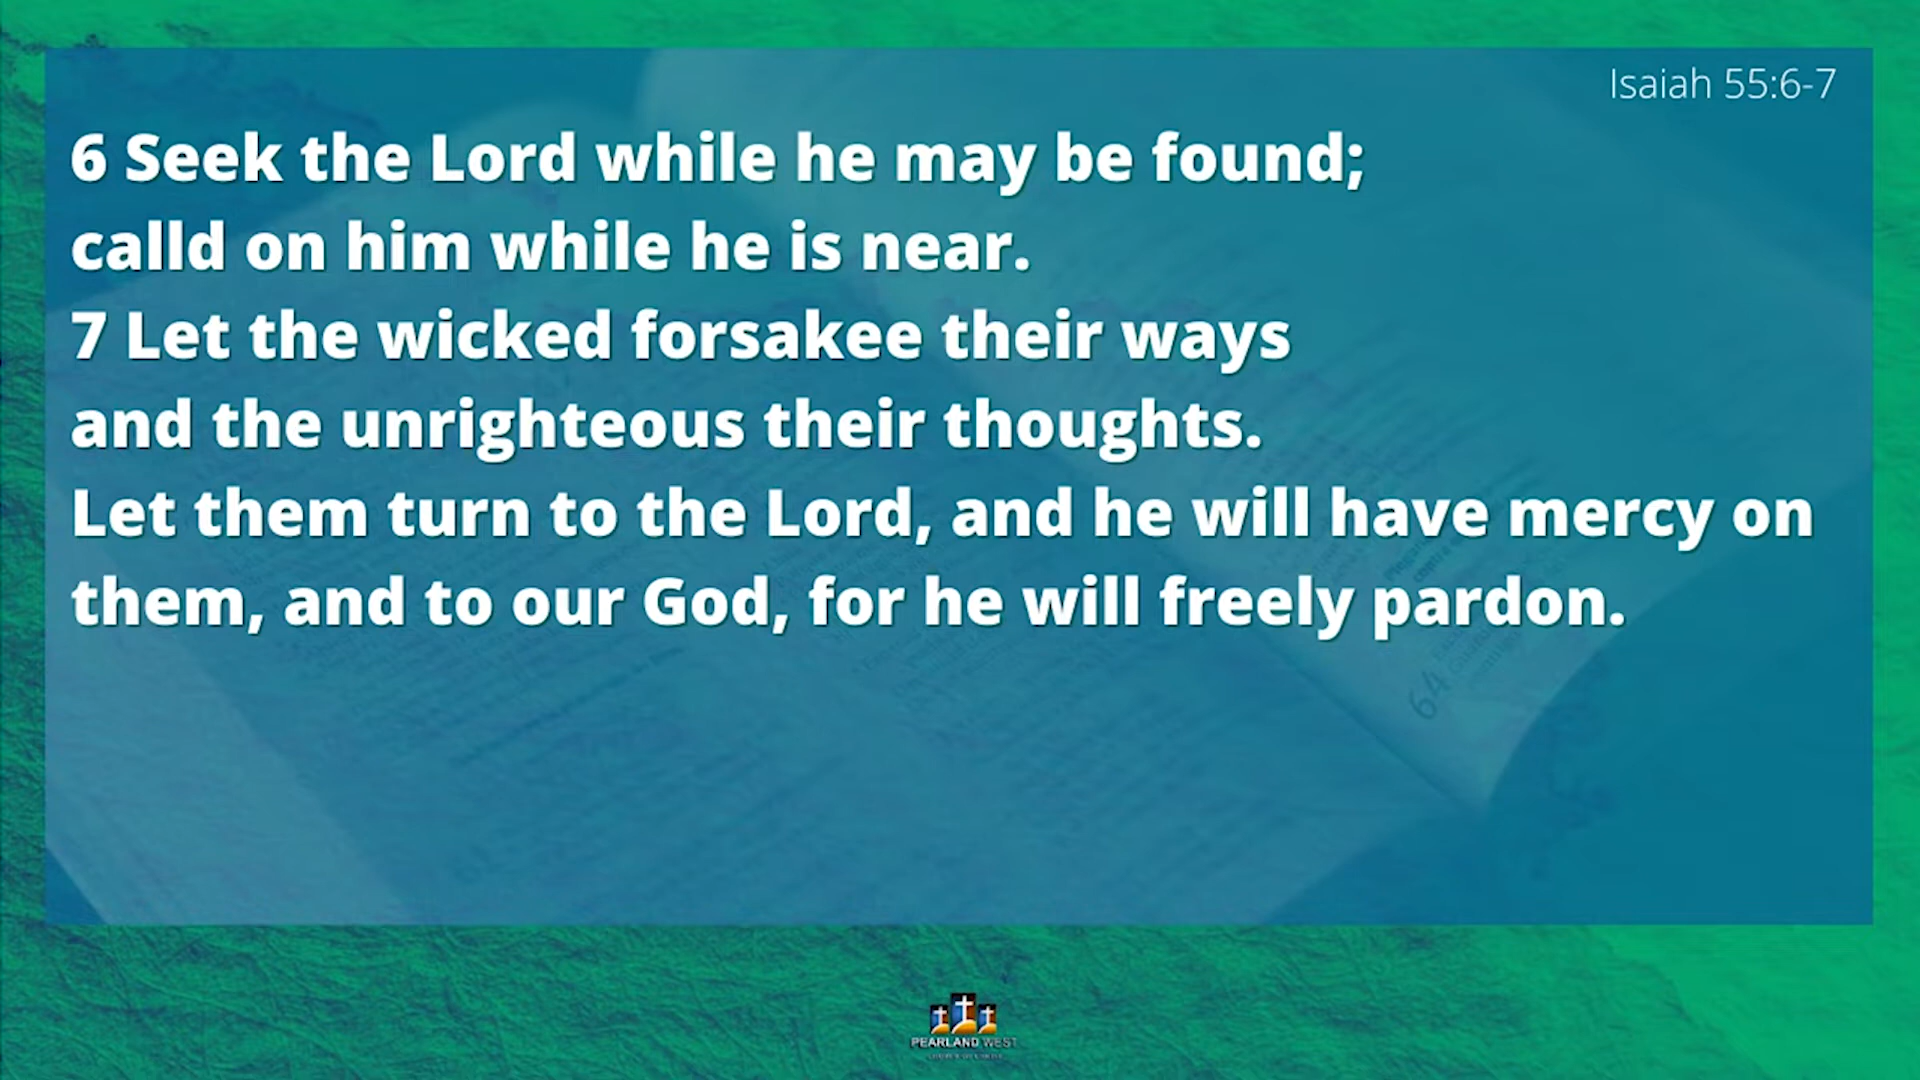 Isaiah 55:6-7
6 Seek the Lord while he may be found;
calld on him while he is near.
7 Let the wicked forsakee their ways
and the unrighteous their thoughts.
Let them turn to the Lord, and he will have mercy on
them, and to our God, for he will freely pardon.
64
PEARLAND WEST